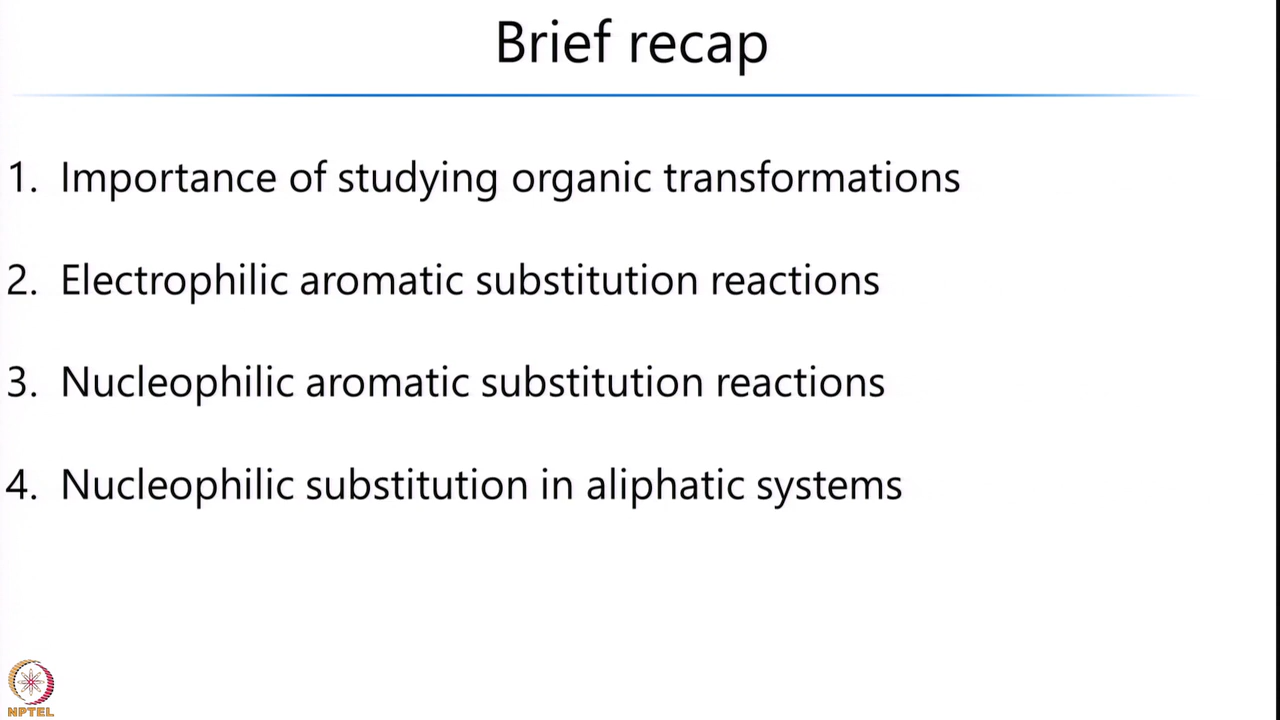 Brief recap
1. Importance of studying organic transformations
2. Electrophilic aromatic substitution reactions
3. Nucleophilic aromatic substitution reactions
4. Nucleophilic substitution in aliphatic systems
NPTEL